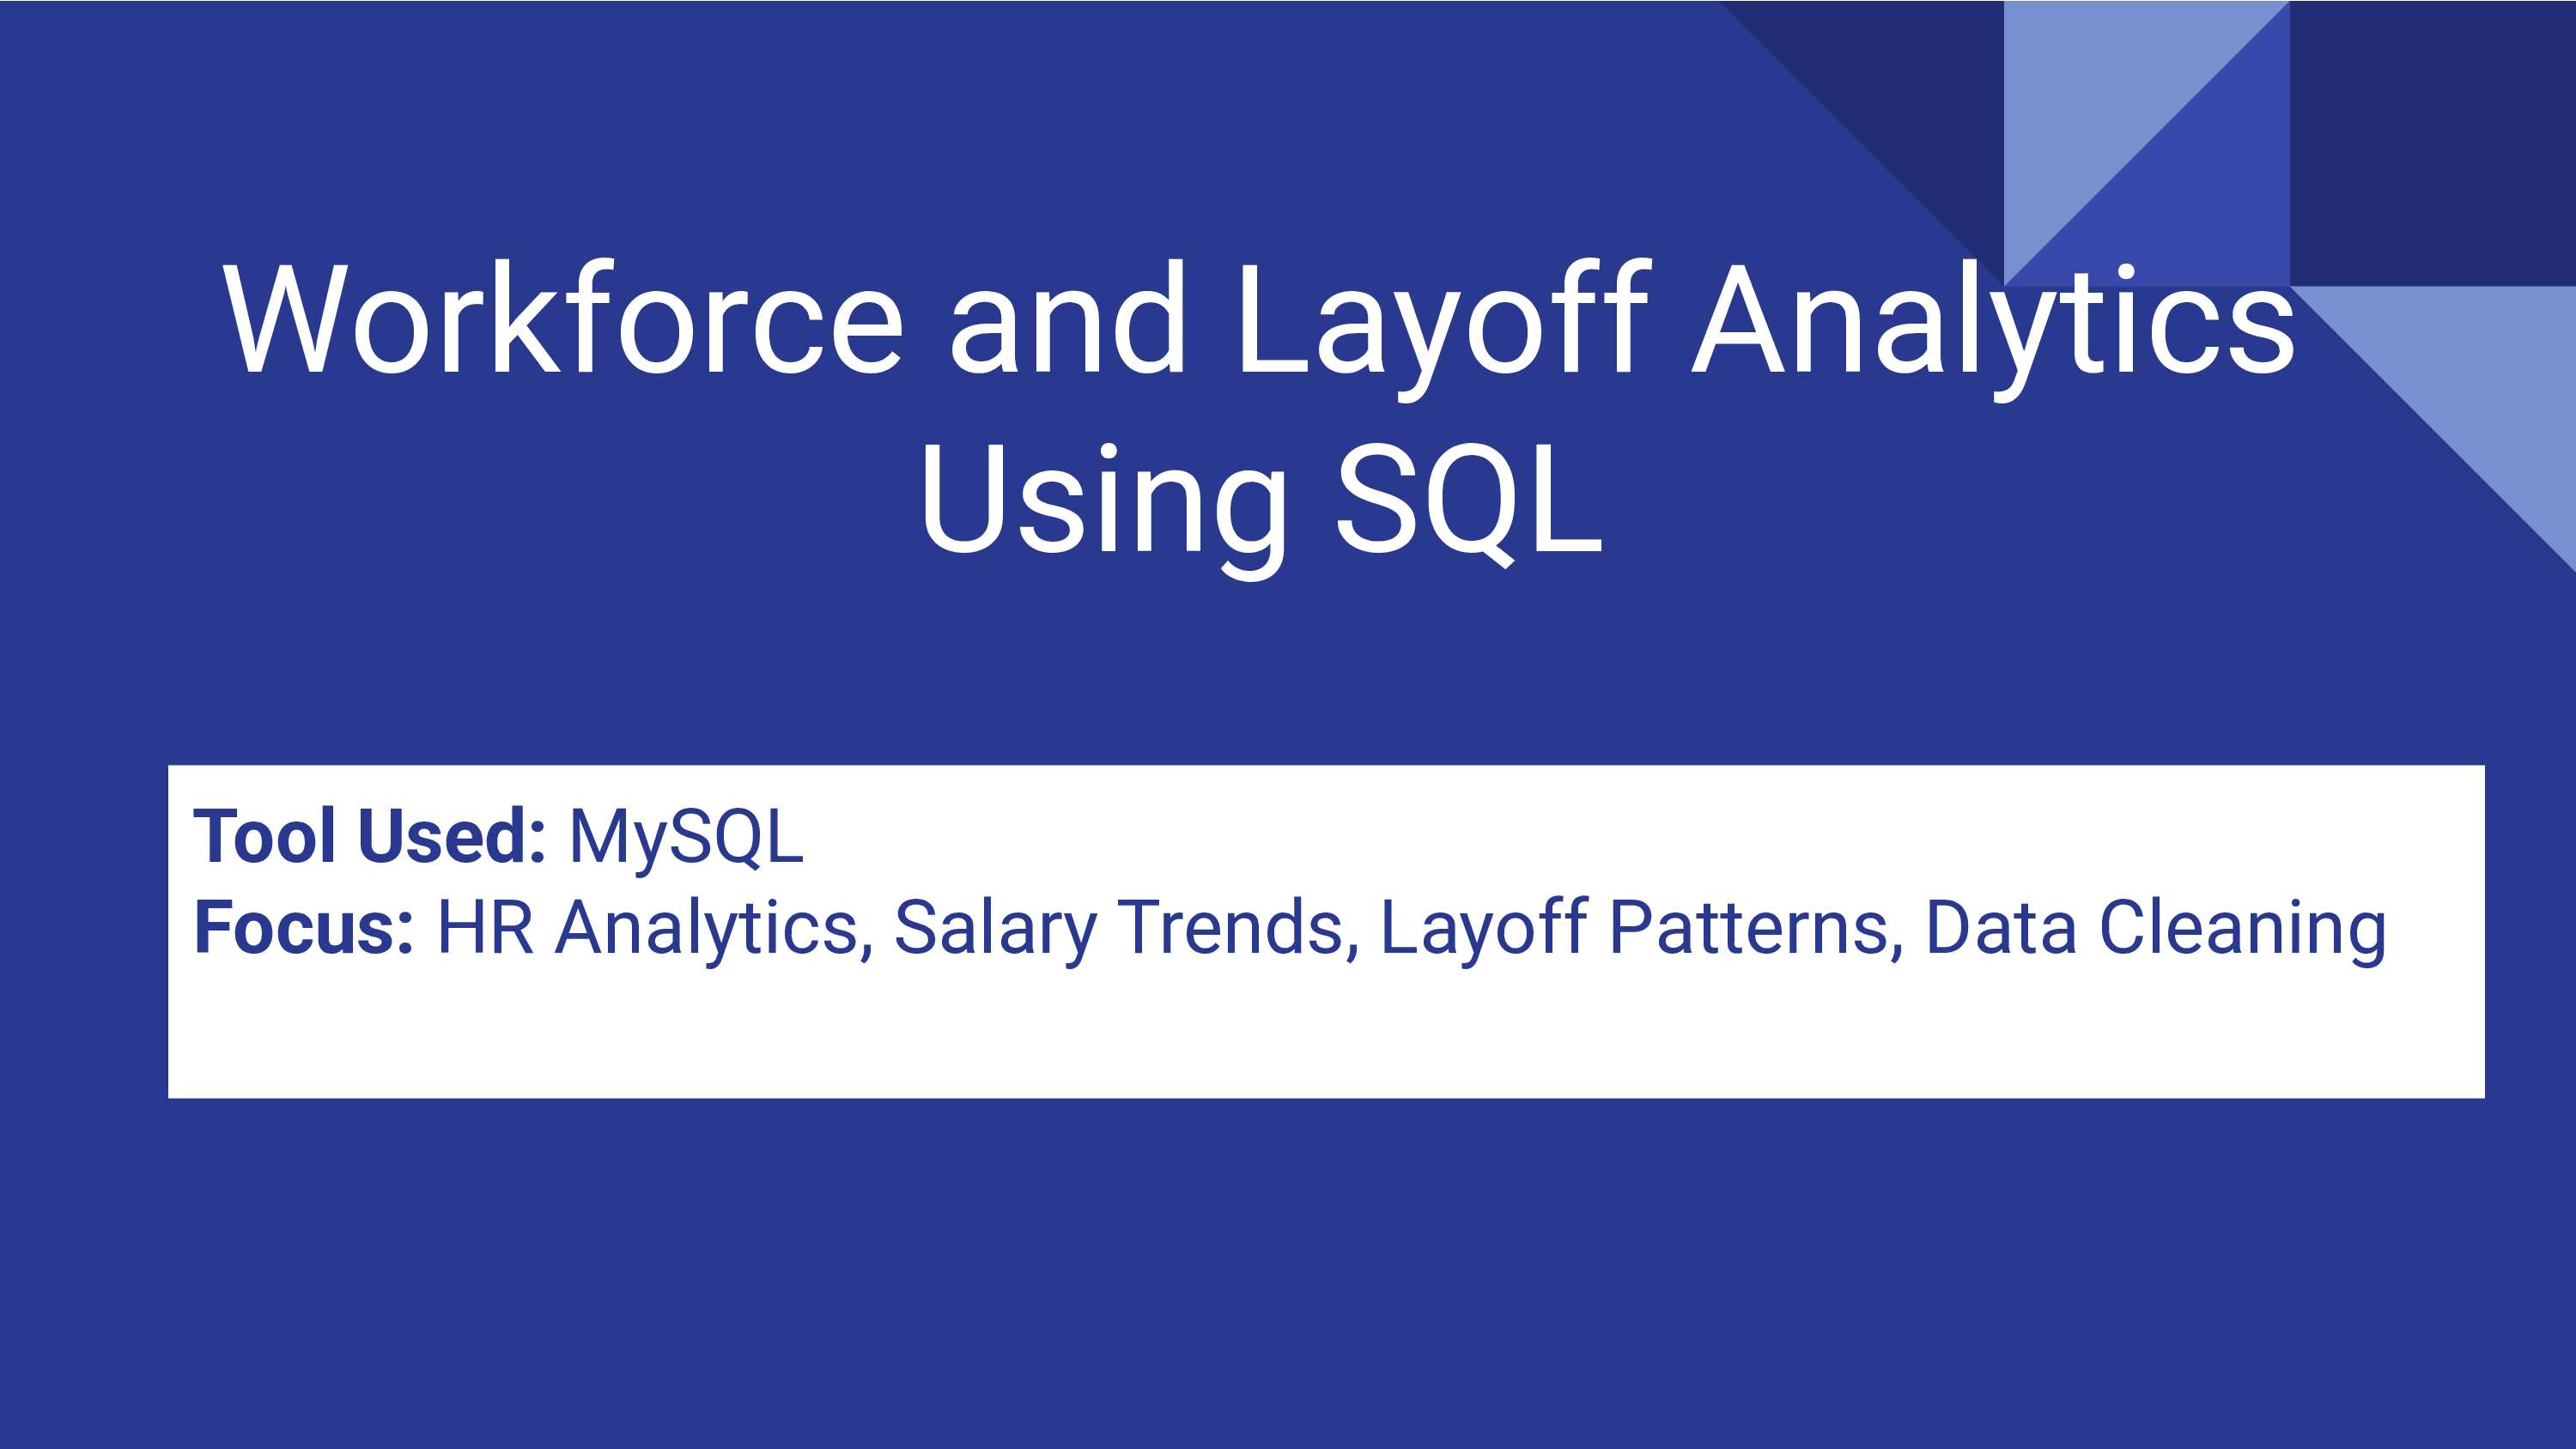 Workforce and Layoff Analytics
Using SQL
Tool Used: MySQL
Focus: HR Analytics, Salary Trends, Layoff Patterns, Data Cleaning